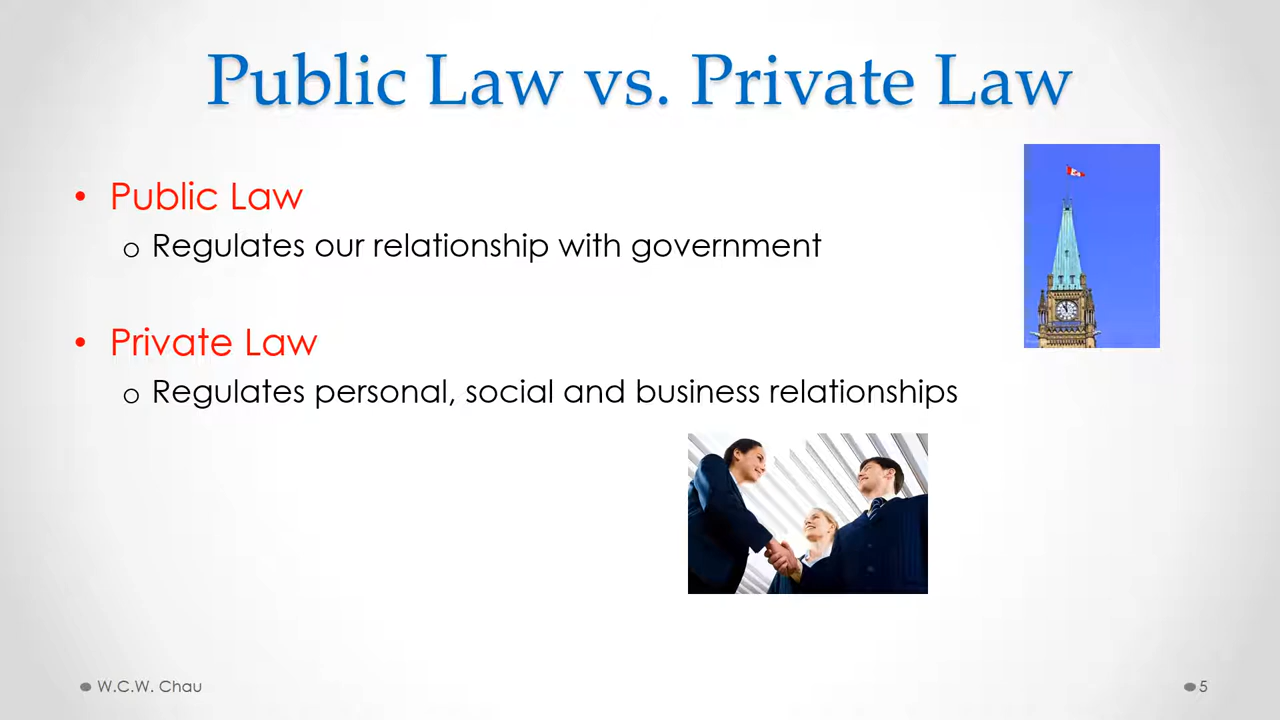 Public Law vs. Private Law
• Public Law
o Regulates our relationship with government
• Private Law
o Regulates personal, social and business relationships
W.C.W. Chau
5